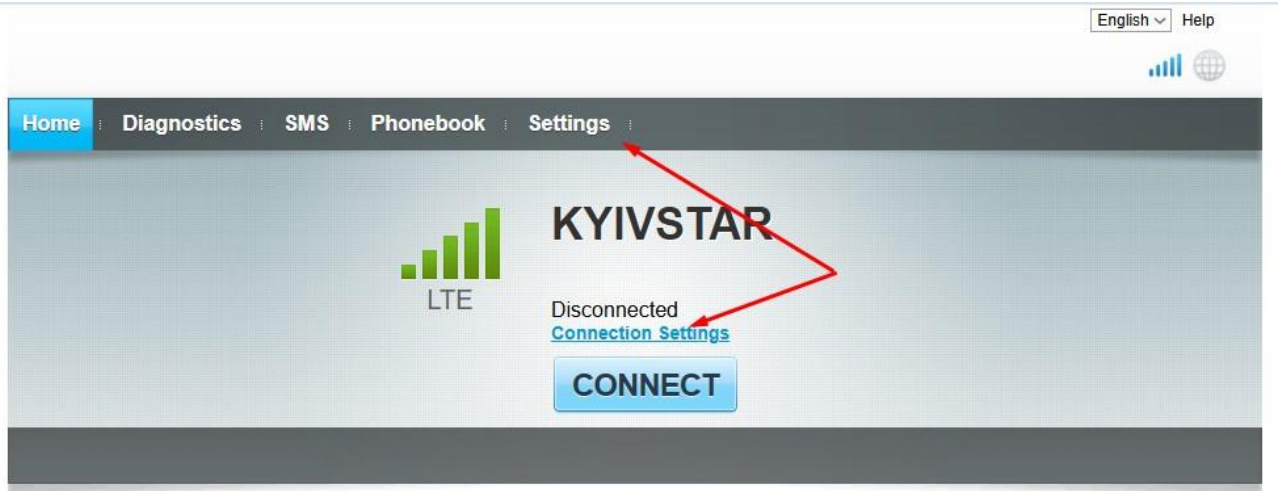 English Help
Home Diagnostics SMS Phonebook Settings
KYIVSTAR
LTE
Disconnected
Connection Settings
CONNECT